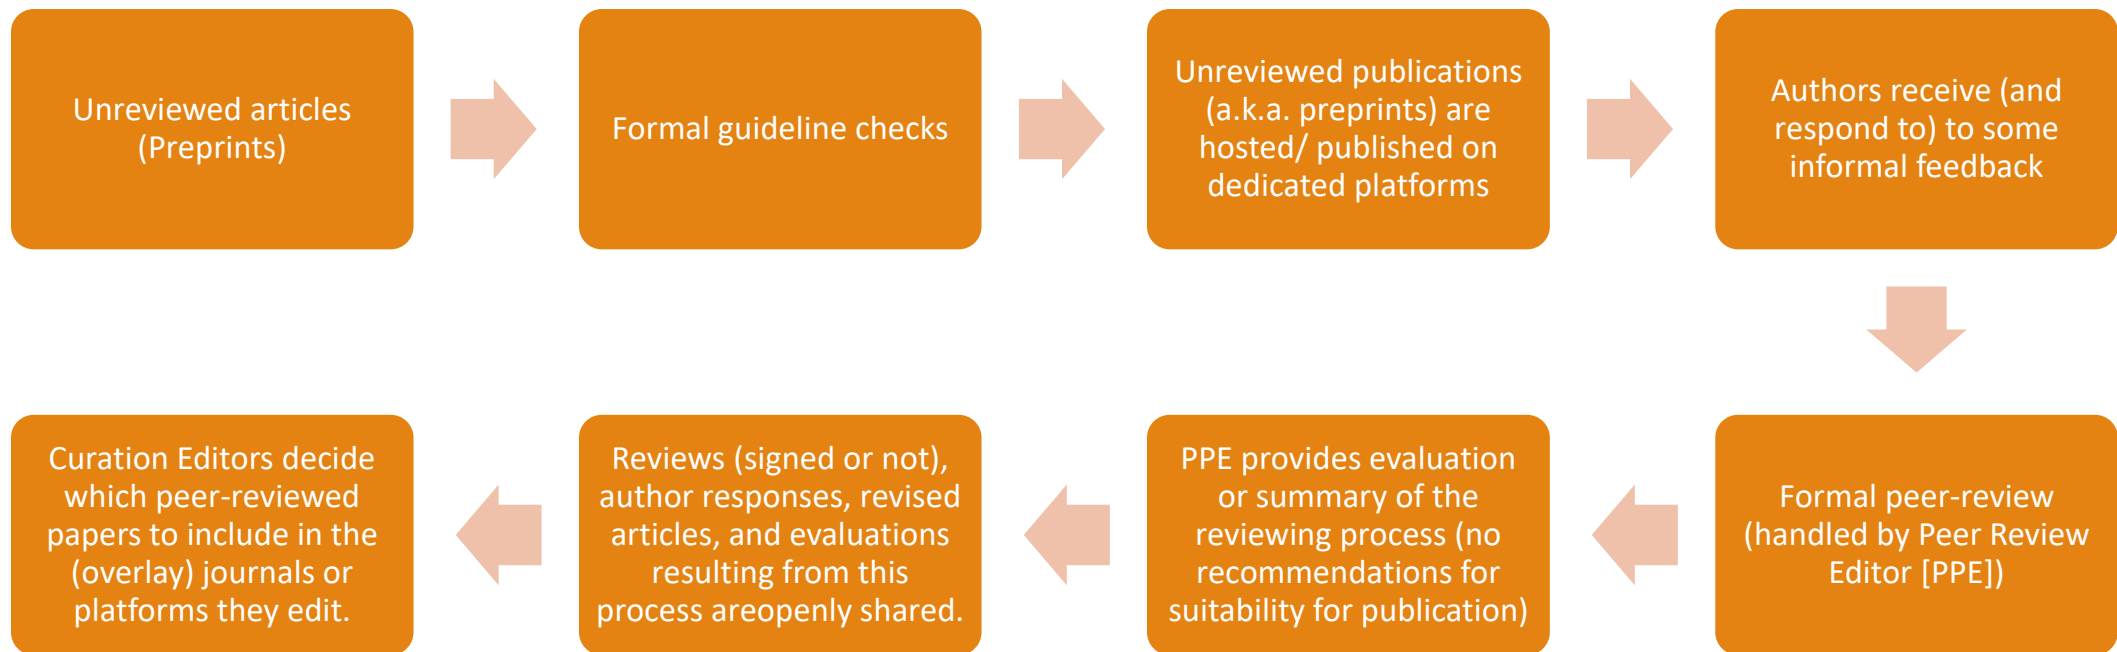 Unreviewed articles
(Preprints)
Formal guideline checks
Unreviewed publications
(a.k.a. preprints) are
hosted/ published on
dedicated platforms
Authors receive (and
respond to) to some
informal feedback
Formal peer-review
(handled by Peer Review
Editor [PPE])
PPE provides evaluation
or summary of the
reviewing process (no
recommendations for
suitability for publication)
Reviews (signed or not),
author responses, revised
articles, and evaluations
resulting from this
process areopenly shared.
Curation Editors decide
which peer-reviewed
papers to include in the
(overlay) journals or
platforms they edit.